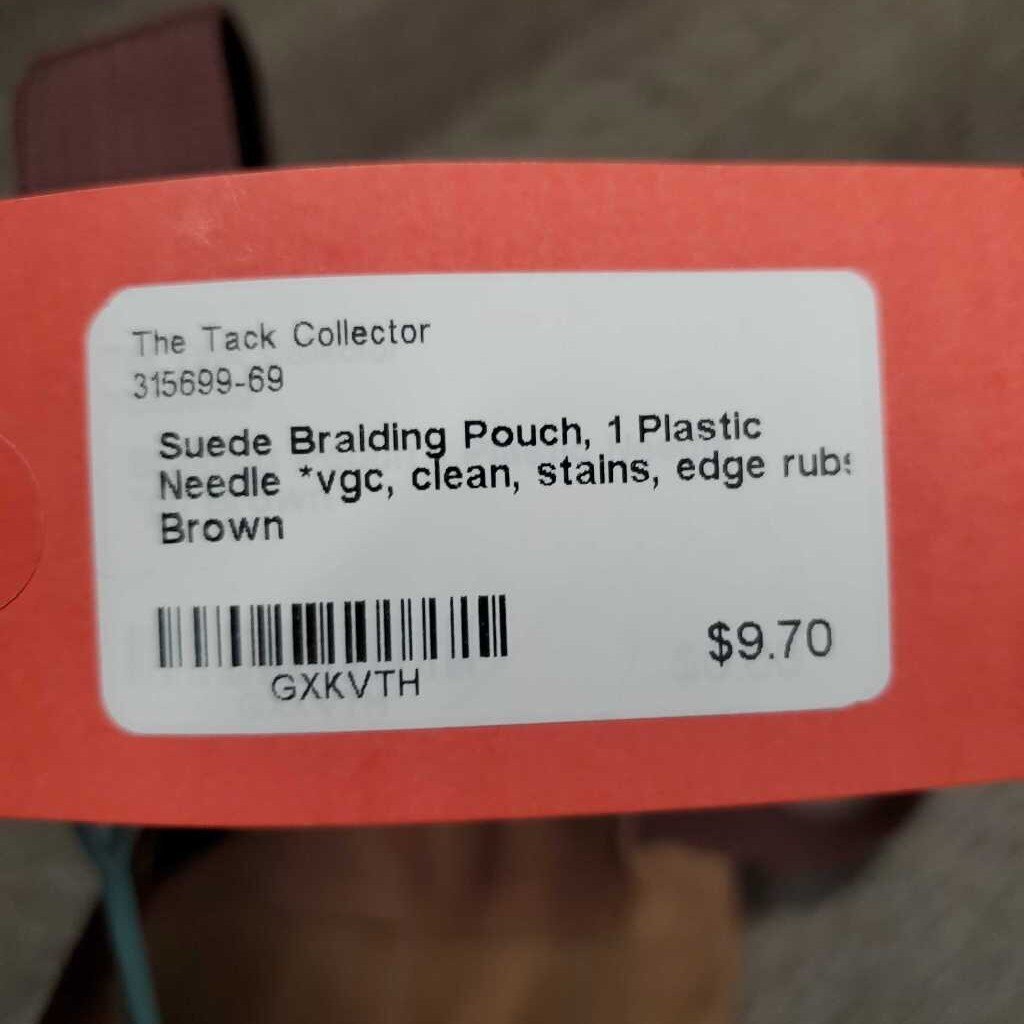 The Tack Collector
315699-69
Suede Braiding Pouch, 1 Plastic
Needle *vgc, clean, stains, edge rubs
Brown
GXKVTH
$9.70